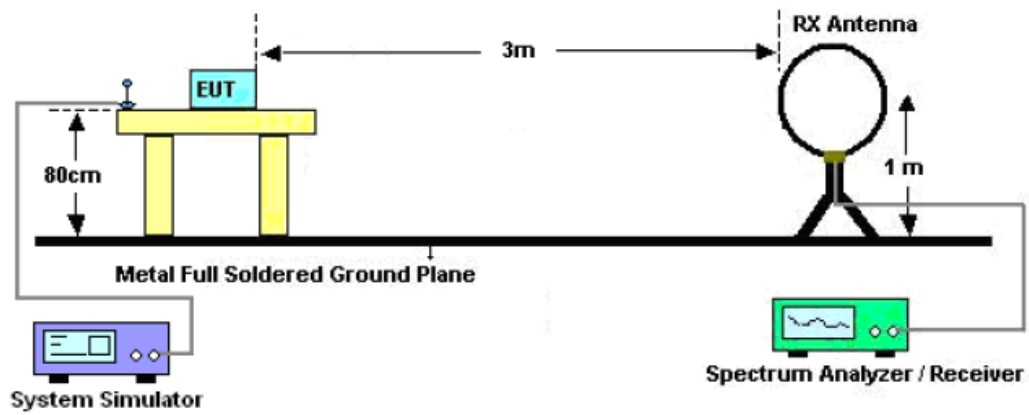 RX Antenna
3m
EUT
80cm
1 m
Metal Full Soldered Ground Plane
System Simulator
Spectrum Analyzer / Receiver